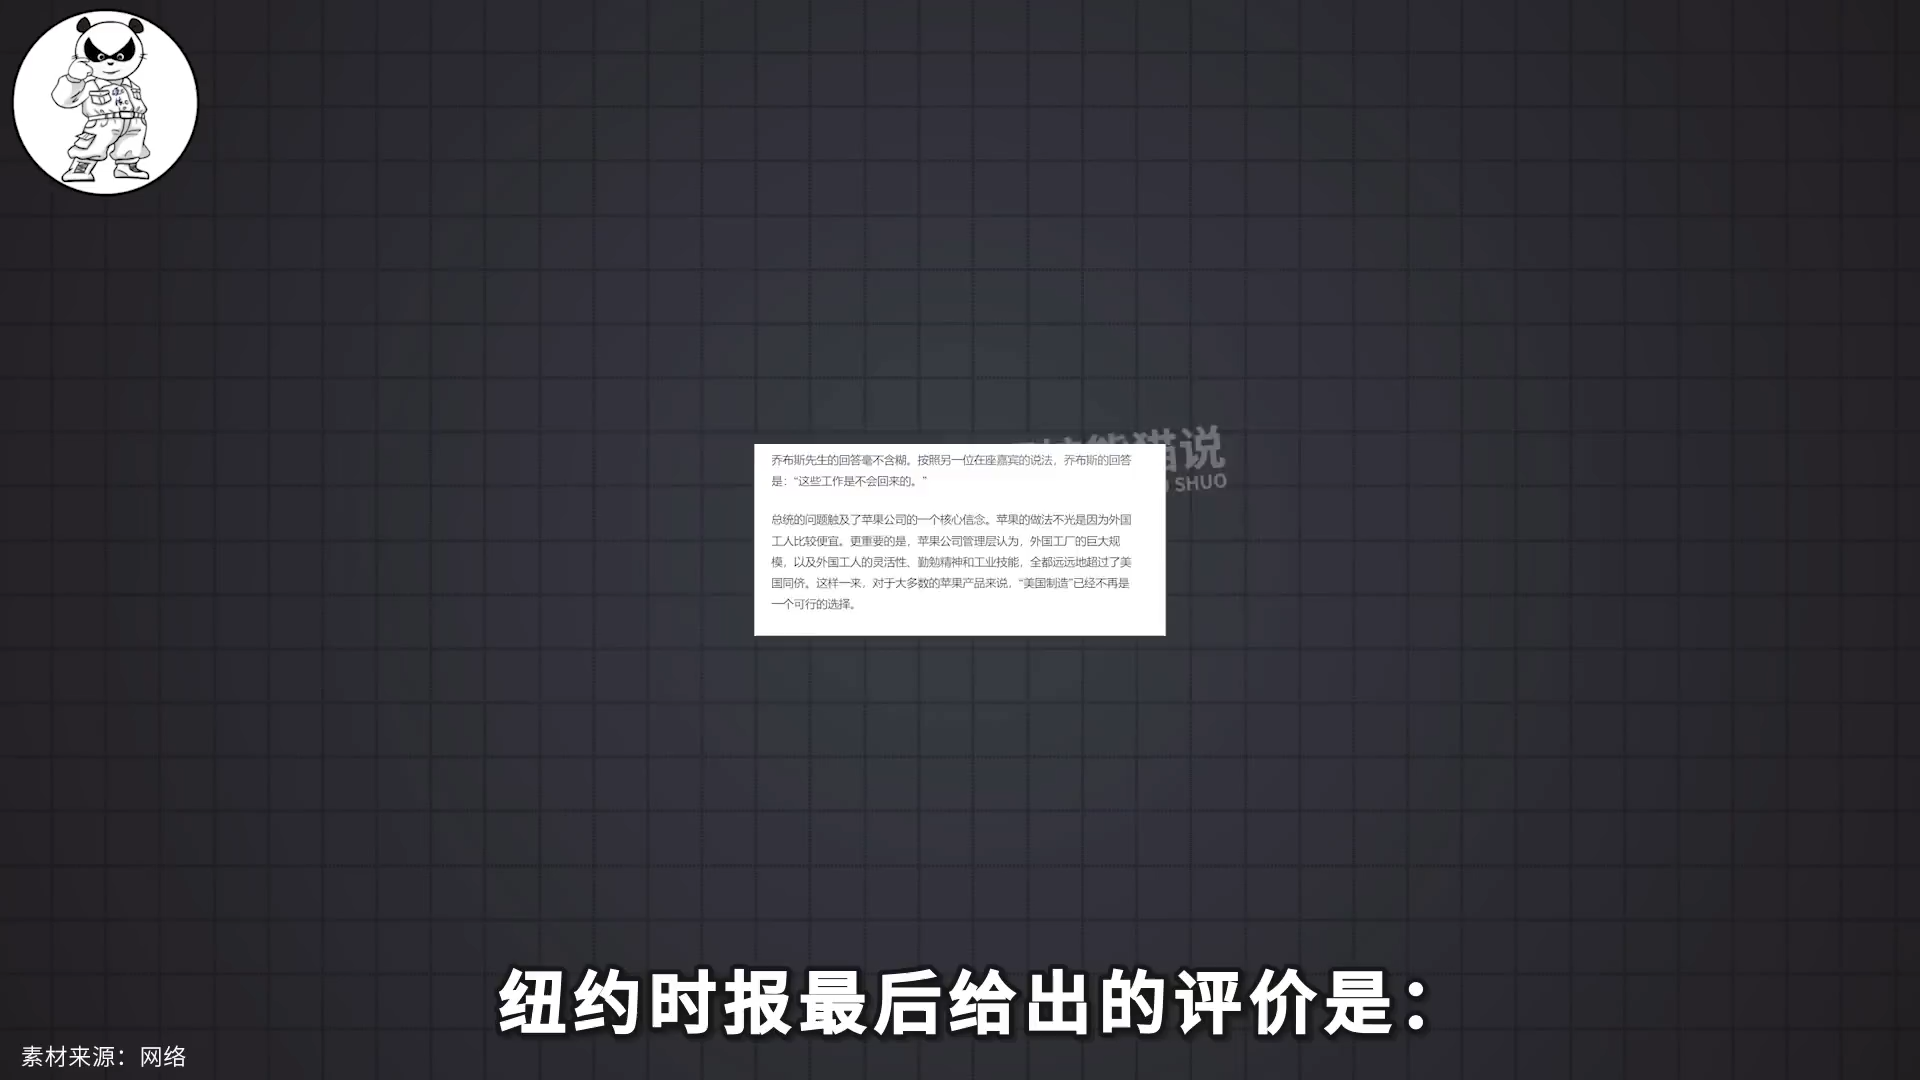 猫说
SHUO
乔布斯先生的回答毫不含糊。按照另一位在座嘉宾的说法，乔布斯的回答
是：“这些工作是不会回来的。”
总统的问题触及了苹果公司的一个核心信念。苹果的做法不光是因为外国
工人比较便宜。更重要的是，苹果公司管理层认为，外国工厂的巨大规
模，以及外国工人的灵活性、勤勉精神和工业技能，全都远远地超过了美
国同侪。这样一来，对于大多数的苹果产品来说，“美国制造”已经不再是
一个可行的选择。
纽约时报最后给出的评价是：
素材来源：网络